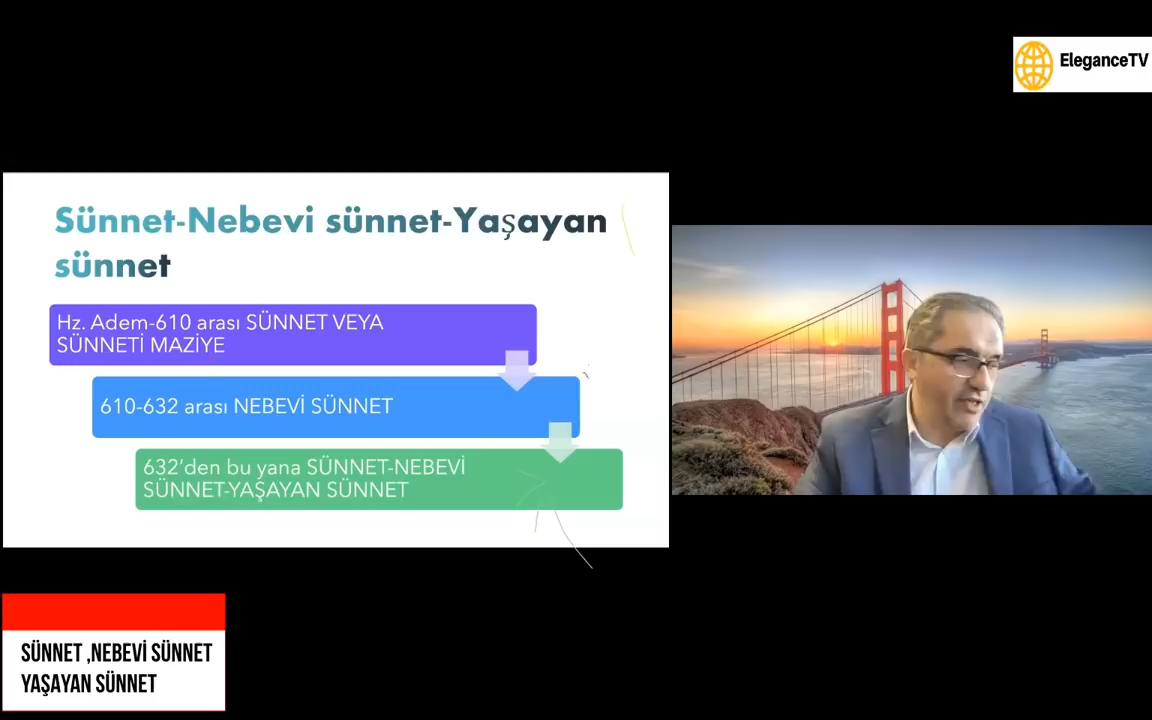 EleganceTV
Sünnet-Nebevi sünnet-Yaşayan
sünnet
Hz. Adem-610 arası SÜNNET VEYA
SÜNNETİ MAZİYE
610-632 arası NEBEVİ SÜNNET
632’den bu yana SÜNNET-NEBEVİ
SÜNNET-YAŞAYAN SÜNNET
SÜNNET ,NEBEVİ SÜNNET
YAŞAYAN SÜNNET